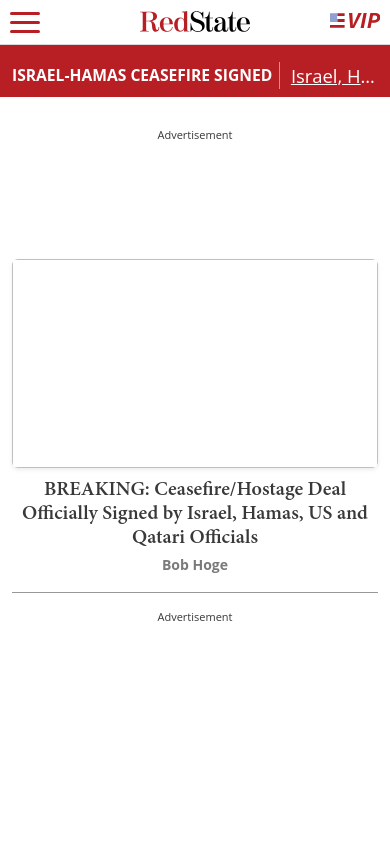 RedState
VIP
ISRAEL-HAMAS CEASEFIRE SIGNED
Israel, H...
Advertisement
BREAKING: Ceasefire/Hostage Deal
Officially Signed by Israel, Hamas, US and
Qatari Officials
Bob Hoge
Advertisement